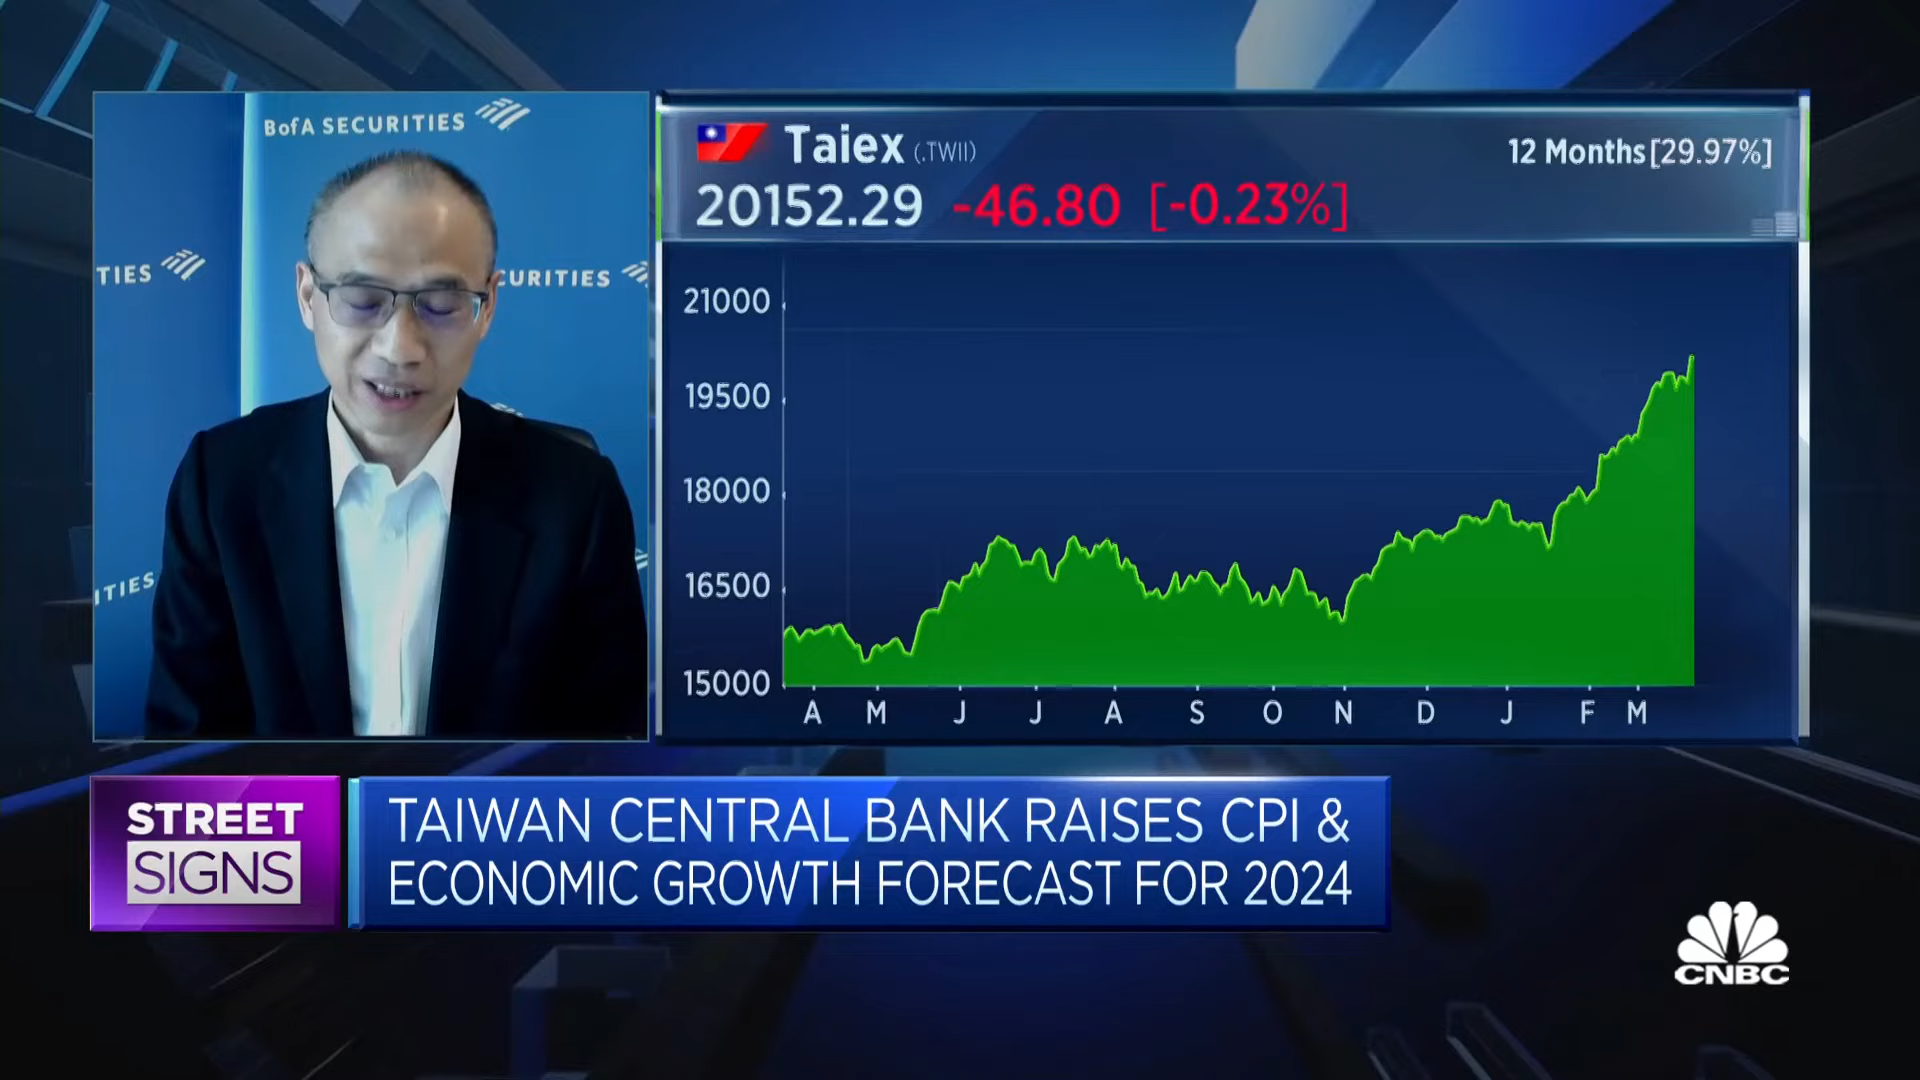 BofA SECURITIES
TIES
CURITIES
ITIES
Taiex (.TWII)
12 Months [29.97%]
20152.29 -46.80 [-0.23%]
21000
19500
18000
16500
15000
A M J J A S O N D J F M
STREET
SIGNS
TAIWAN CENTRAL BANK RAISES CPI &
ECONOMIC GROWTH FORECAST FOR 2024
CNBC